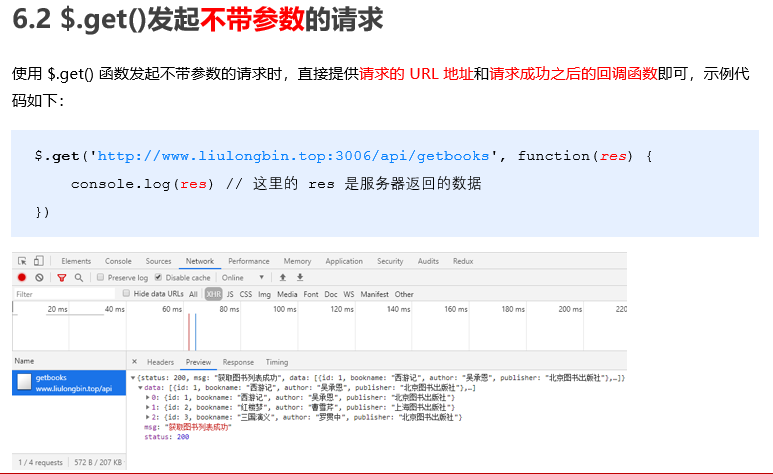 6.2 $.get()发起不带参数的请求
使用 $.get() 函数发起不带参数的请求时，直接提供请求的 URL 地址和请求成功之后的回调函数即可，示例代
码如下：
$.get('http://www.liulongbin.top:3006/api/getbooks', function(res) {
console.log(res) // 这里的 res 是服务器返回的数据
})
Elements Console Sources Network Performance Memory Application Security Audits Redux
Preserve log Disable cache Online
Filter Hide data URLs All XHR JS CSS Img Media Font Doc WS Manifest Other
20 ms 40 ms 60 ms 80 ms 100 ms 120 ms 140 ms 160 ms 180 ms 200 ms 220
Name × Headers Preview Response Timing
getbooks
www.liulongbin.top/api
{status: 200, msg: "获取图书列表成功", data: [{id: 1, bookname: "西游记", author: "吴承恩", publisher: "北京图书出版社"},…]}
data: [{id: 1, bookname: "西游记", author: "吴承恩", publisher: "北京图书出版社"},…]
0: {id: 1, bookname: "西游记", author: "吴承恩", publisher: "北京图书出版社"}
1: {id: 2, bookname: "红楼梦", author: "曹雪芹", publisher: "上海图书出版社"}
2: {id: 3, bookname: "三国演义", author: "罗贯中", publisher: "北京图书出版社"}
msg: "获取图书列表成功"
status: 200
1 / 4 requests 572 B / 207 KB